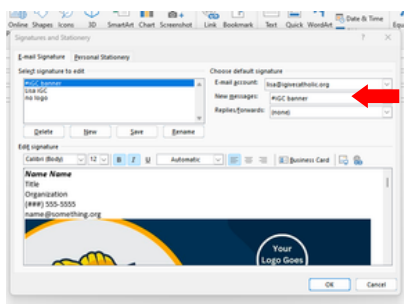 Online Shapes Icons 3D SmartArt Chart Screenshot Link Bookmark Text Quick WordArt Date & Time
Signatures and Stationery ? X
E-mail Signature Personal Stationery
Select signature to edit
#IGC banner
Lisa IGC
no logo
Delete New Save Rename
Choose default signature
E-mail account: lisa@igivecatholic.org
New messages: #IGC banner
Replies/forwards: (none)
Edit signature
Calibri (Body) 12 B I U Automatic Business Card
Name Name
Title
Organization
(###) 555-5555
name@something.org
Your
Logo Goes
OK Cancel